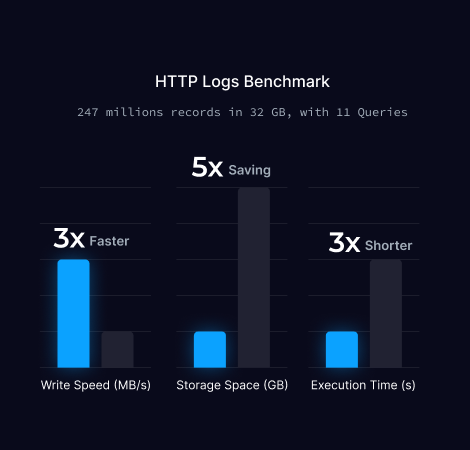 HTTP Logs Benchmark
247 millions records in 32 GB, with 11 Queries
3x Faster
5x Saving
3x Shorter
Write Speed (MB/s)
Storage Space (GB)
Execution Time (s)